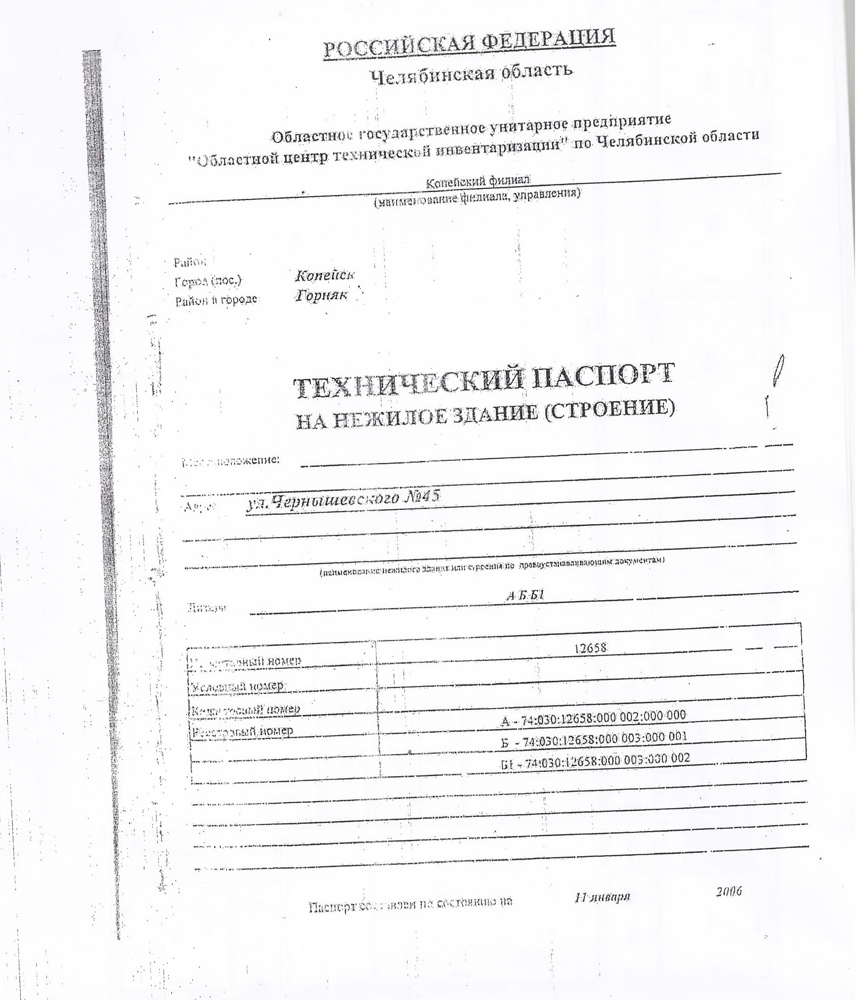 РОССИЙСКАЯ ФЕДЕРАЦИЯ
Челябинская область
Областное государственное унитарное предприятие
"Областной центр технической инвентаризации" по Челябинской области
Копейский филиал
(наименование филиала, управления)
Район
Город (пос.) Копейск
Район в городе Горняк
ТЕХНИЧЕСКИЙ ПАСПОРТ
НА НЕЖИЛОЕ ЗДАНИЕ (СТРОЕНИЕ)
Местоположение:
Адрес ул.Чернышевского №45
(наименование нежилого здания или строения по правоустанавливающим документам)
Литера А Б Б1
номер 12658
Условный номер
Кадастровый номер
Реестровый номер А - 74:030:12658:000 002:000 000
Б - 74:030:12658:000 003:000 001
Б1 - 74:030:12658:000 003:000 002
Паспорт составлен по состоянию на 11 января 2006